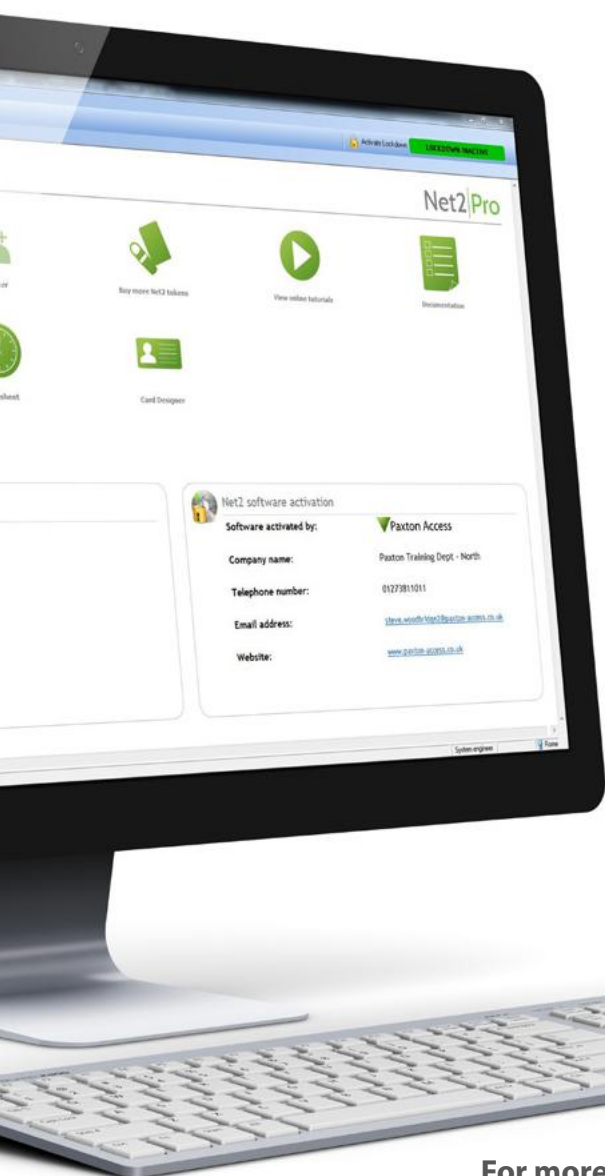 Activate Lockdown LOCKDOWN INACTIVE
Net2 Pro
Buy more Net2 tokens
View online tutorials
Documentation
Card Designer
Net2 software activation
Software activated by: Paxton Access
Company name: Paxton Training Dept - North
Telephone number: 01273811011
Email address:
Website: www.paxton-access.co.uk
System engineer
For more